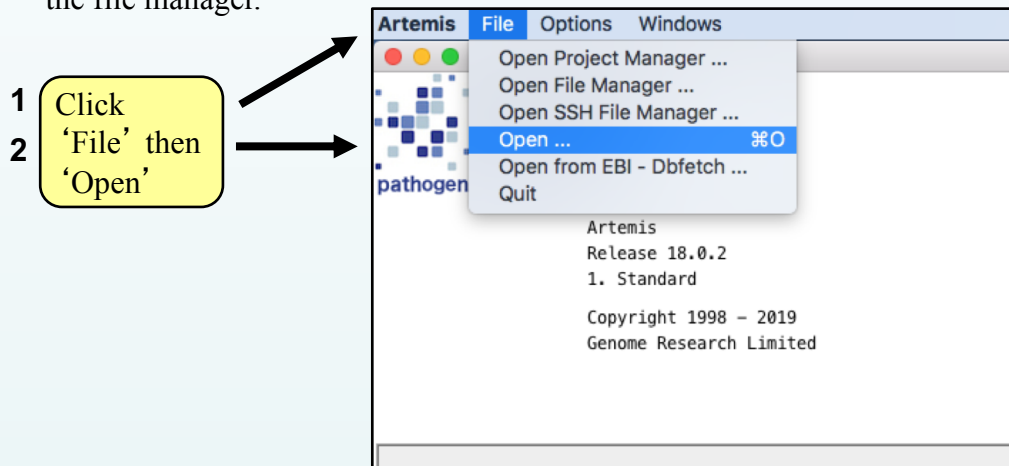 the file manager.
Artemis File Options Windows
Open Project Manager ...
Open File Manager ...
Open SSH File Manager ...
Open ... ⌘O
Open from EBI - Dbfetch ...
Quit
1 Click
2 ‘File’ then
‘Open’
pathogen
Artemis
Release 18.0.2
1. Standard
Copyright 1998 – 2019
Genome Research Limited